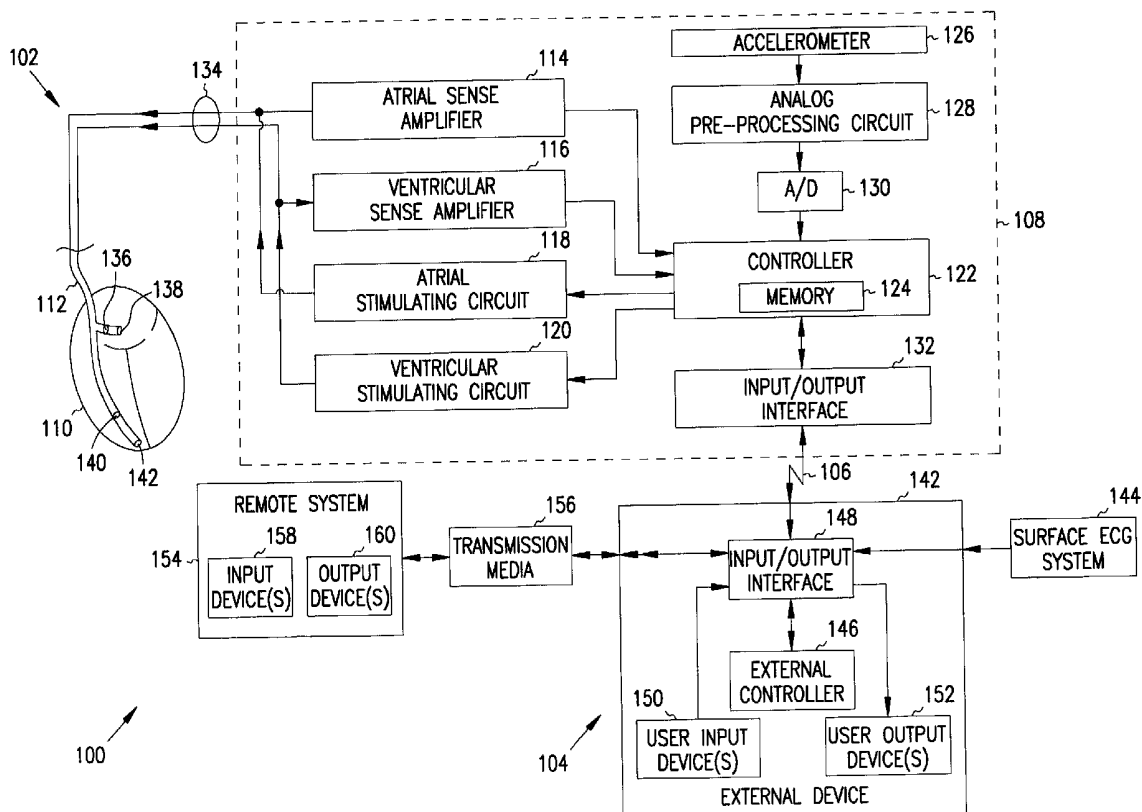 102
134
114
ATRIAL SENSE
AMPLIFIER
ACCELEROMETER
126
ANALOG
PRE-PROCESSING CIRCUIT
128
116
VENTRICULAR
SENSE AMPLIFIER
A/D
130
108
118
ATRIAL
STIMULATING CIRCUIT
CONTROLLER
MEMORY
124
122
136
138
112
120
VENTRICULAR
STIMULATING CIRCUIT
132
INPUT/OUTPUT
INTERFACE
110
140
142
106
REMOTE SYSTEM
154
158
INPUT
DEVICE(S)
160
OUTPUT
DEVICE(S)
156
TRANSMISSION
MEDIA
142
148
INPUT/OUTPUT
INTERFACE
144
SURFACE ECG
SYSTEM
146
EXTERNAL
CONTROLLER
150
USER INPUT
DEVICE(S)
152
USER OUTPUT
DEVICE(S)
100
104
EXTERNAL DEVICE